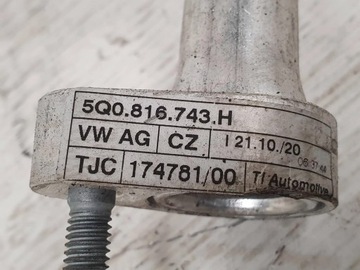 5Q0.816.743.H
VW AG CZ I 21.10./20
TJC 174781/00 TI Automotive